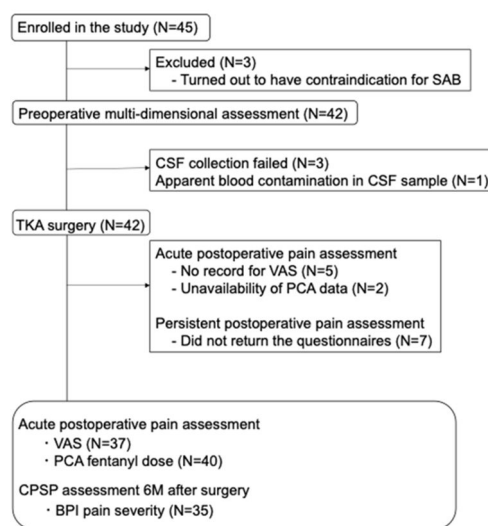 Enrolled in the study (N=45)
Excluded (N=3)
- Turned out to have contraindication for SAB
Preoperative multi-dimensional assessment (N=42)
CSF collection failed (N=3)
Apparent blood contamination in CSF sample (N=1)
TKA surgery (N=42)
Acute postoperative pain assessment
- No record for VAS (N=5)
- Unavailability of PCA data (N=2)
Persistent postoperative pain assessment
- Did not return the questionnaires (N=7)
Acute postoperative pain assessment
・VAS (N=37)
・PCA fentanyl dose (N=40)
CPSP assessment 6M after surgery
・BPI pain severity (N=35)